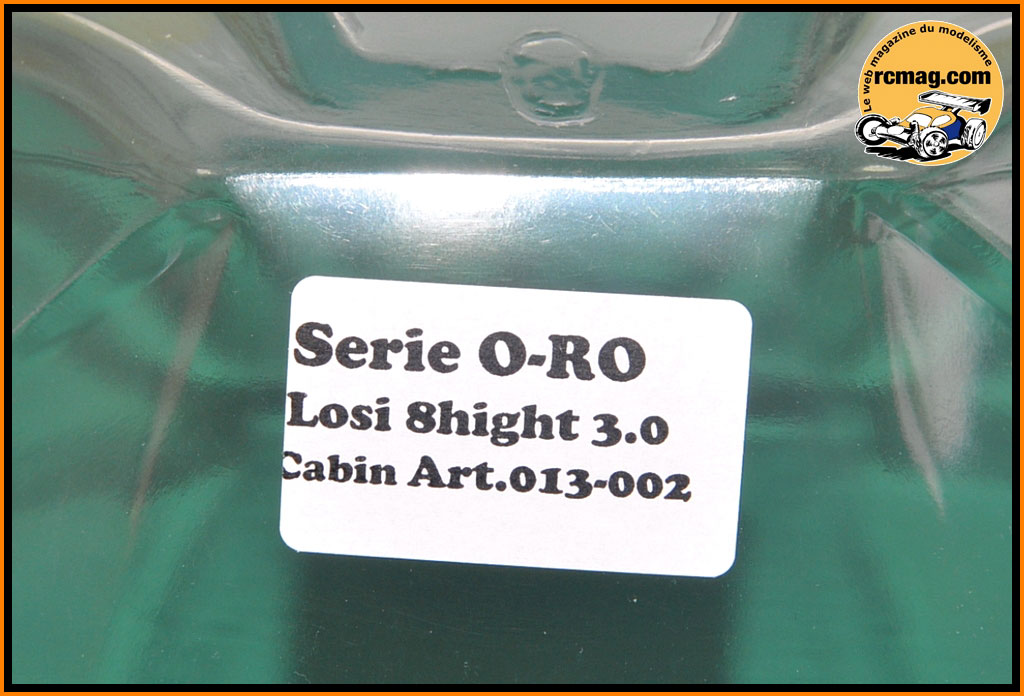 Le web magazine du modelisme
rcmag.com
Serie O-RO
Losi 8hight 3.0
Cabin Art.013-002